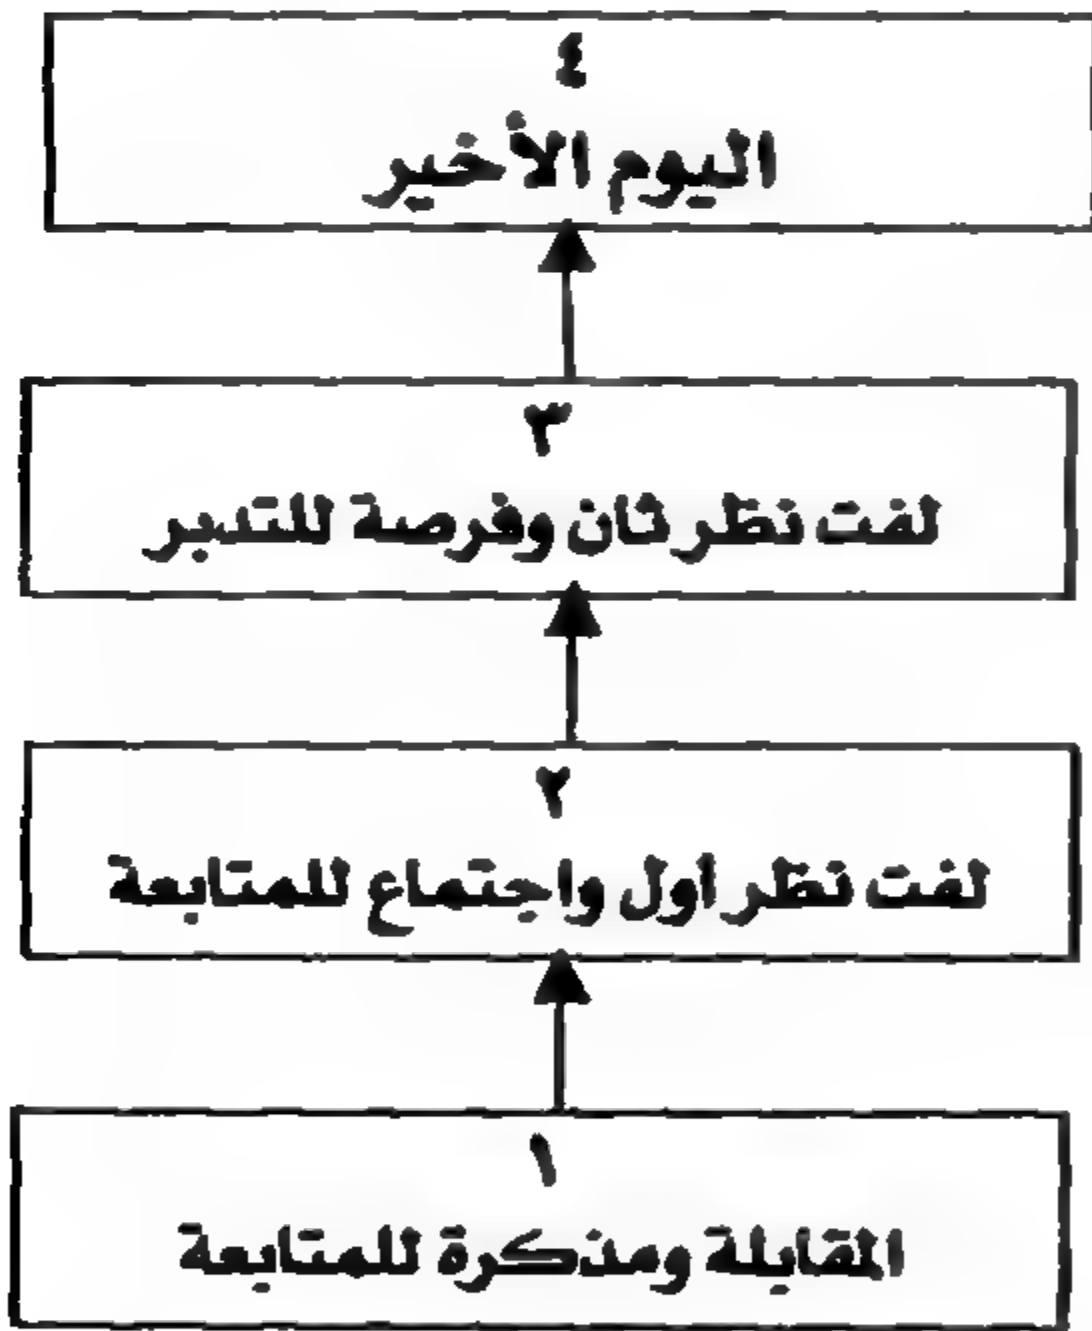 ٤
اليوم الأخير
٣
لفت نظر ثان وفرصة للتدبر
٢
لفت نظر اول واجتماع للمتابعة
١
المقابلة ومذكرة للمتابعة